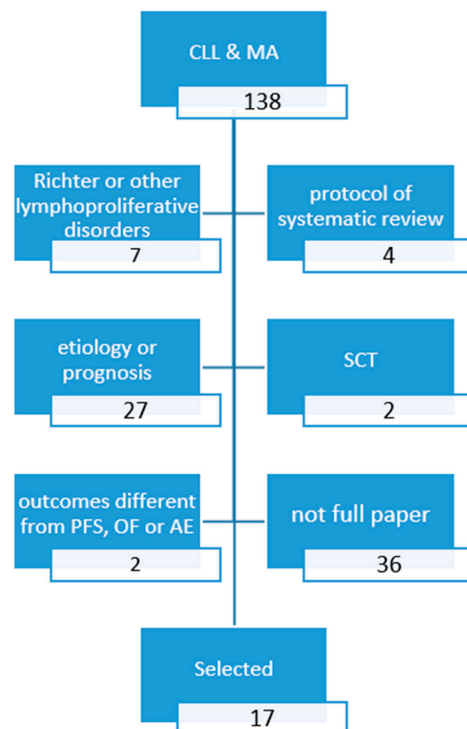 CLL & MA
138
Richter or other
lymphoproliferative
disorders
7
protocol of
systematic review
4
etiology or
prognosis
27
SCT
2
outcomes different
from PFS, OF or AE
2
not full paper
36
Selected
17